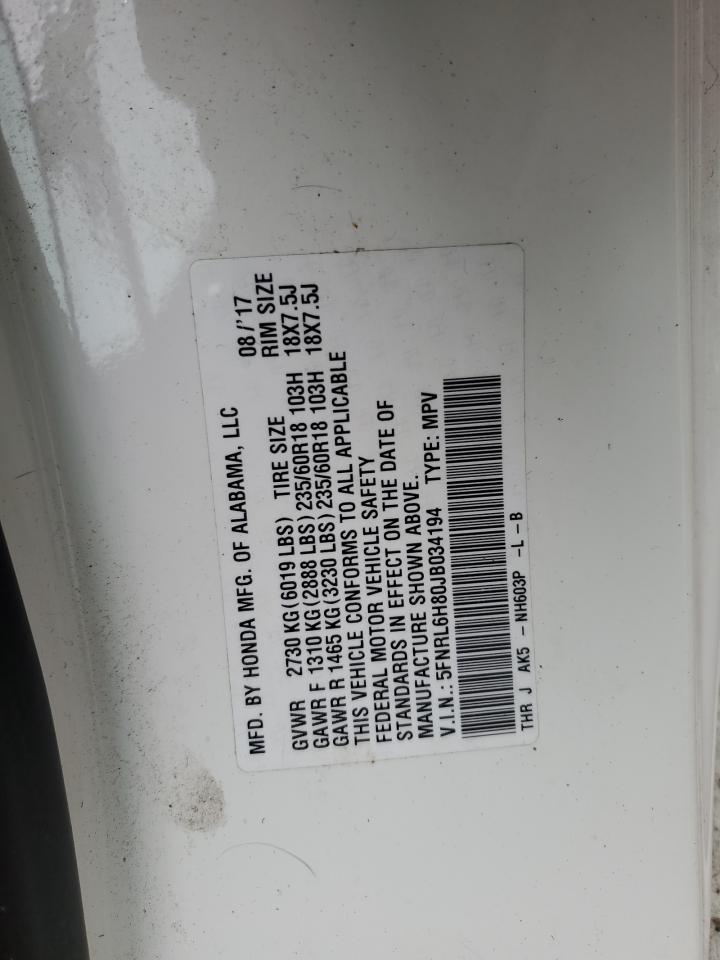 MFD. BY HONDA MFG. OF ALABAMA, LLC 08/'17
GVWR 2730 KG(6019 LBS) TIRE SIZE RIM SIZE
GAWR F 1310 KG(2888 LBS) 235/60R18 103H 18X7.5J
GAWR R 1465 KG(3230 LBS) 235/60R18 103H 18X7.5J
THIS VEHICLE CONFORMS TO ALL APPLICABLE
FEDERAL MOTOR VEHICLE SAFETY
STANDARDS IN EFFECT ON THE DATE OF
MANUFACTURE SHOWN ABOVE.
V.I.N.: 5FNRL6H80JB034194 TYPE: MPV
THR J AK5 - NH603P -L - B